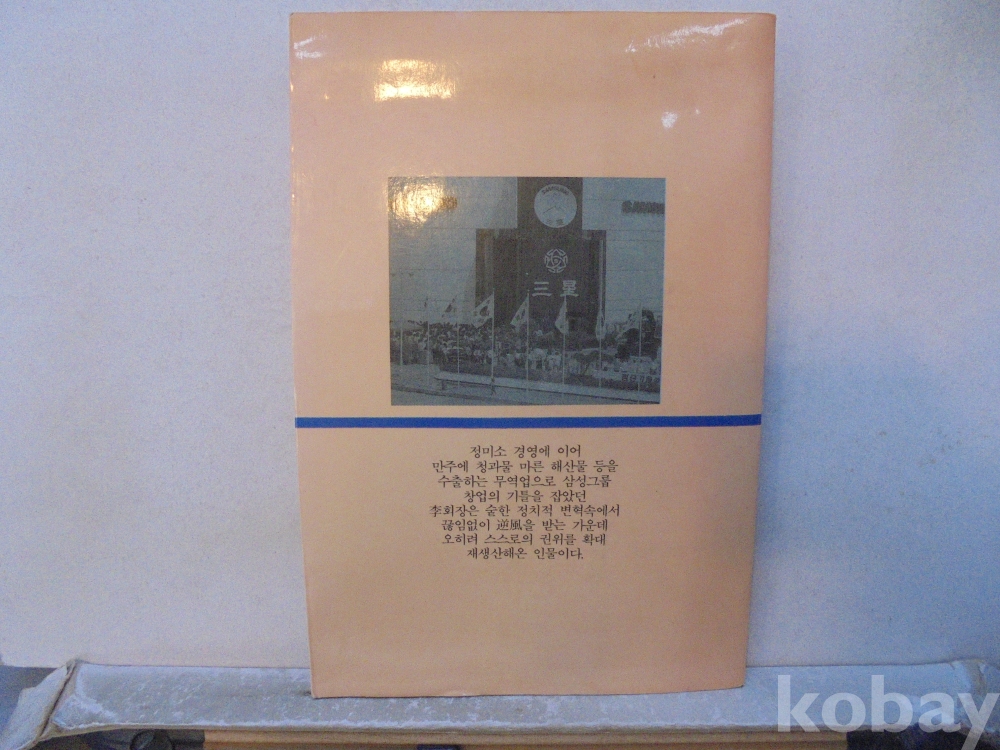 三星
정미소 경영에 이어
만주에 청과물 마른 해산물 등을
수출하는 무역업으로 삼성그룹
창업의 기틀을 잡았던
李회장은 숱한 정치적 변혁속에서
끊임없이 逆風을 받는 가운데
오히려 스스로의 권위를 확대
재생산해온 인물이다.
kobay